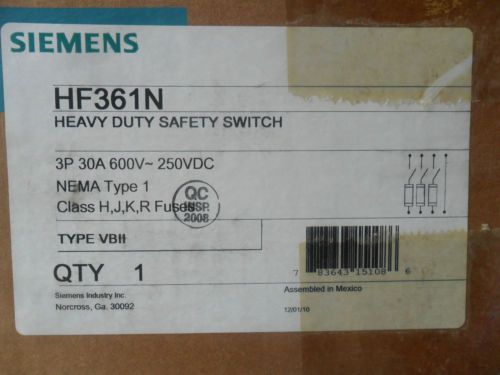 SIEMENS
HF361N
HEAVY DUTY SAFETY SWITCH
3P 30A 600V~ 250VDC
NEMA Type 1
Class H,J,K,R Fuses
QC
INSP.
2008
TYPE VBII
QTY 1
7 83643 15108 6
Siemens Industry Inc.
Norcross, Ga. 30092
Assembled in Mexico
12/01/10